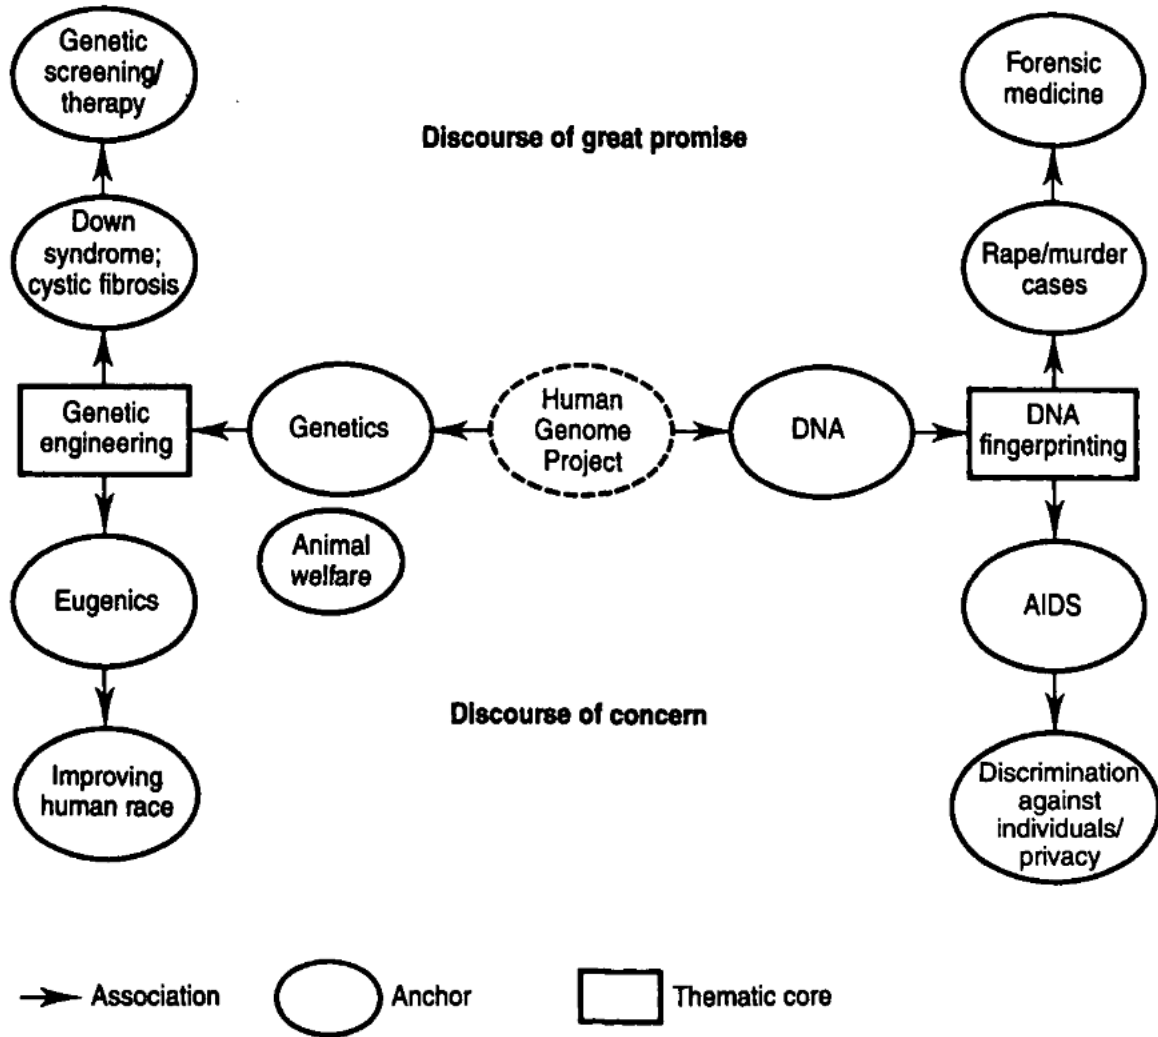 Genetic
screening/
therapy
Forensic
medicine
Discourse of great promise
Down
syndrome;
cystic fibrosis
Rape/murder
cases
Genetic
engineering
Genetics
Human
Genome
Project
DNA
DNA
fingerprinting
Animal
welfare
Eugenics
AIDS
Discourse of concern
Improving
human race
Discrimination
against
individuals/
privacy
Association
Anchor
Thematic core